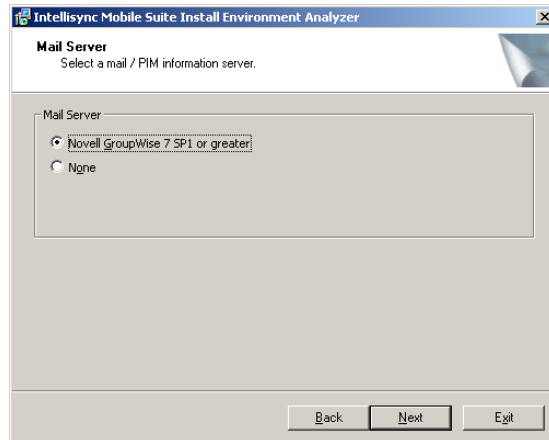 Intellisync Mobile Suite Install Environment Analyzer
Mail Server
Select a mail / PIM information server.
Mail Server
Novell GroupWise 7 SP1 or greater
None
Back
Next
Exit